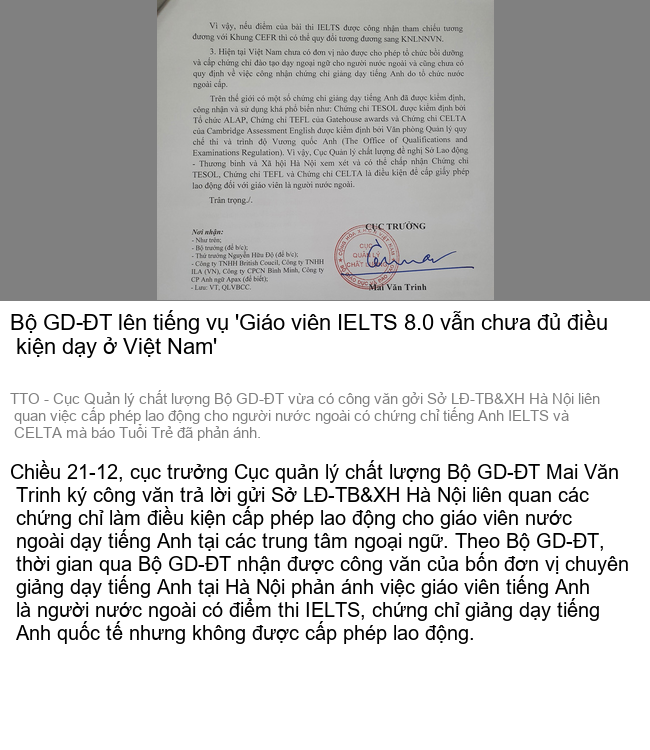 Vì vậy, nếu điểm của bài thi IELTS được công nhận tham chiếu tương
đương với Khung CEFR thì có thể quy đổi tương đương sang KNLNNVN.
3. Hiện tại Việt Nam chưa có đơn vị nào được cho phép tổ chức bồi dưỡng
và cấp chứng chỉ đào tạo dạy ngoại ngữ cho người nước ngoài và cũng chưa có
quy định về việc công nhận chứng chỉ giảng dạy tiếng Anh do tổ chức nước
ngoài cấp.
Trên thế giới có một số chứng chỉ giảng dạy tiếng Anh đã được kiểm định,
công nhận và sử dụng khá phổ biến như: Chứng chỉ TESOL được kiểm định bởi
Tổ chức ALAP, Chứng chỉ TEFL của Gatehouse awards và Chứng chỉ CELTA
của Cambridge Assessment English được kiểm định bởi Văn phòng Quản lý quy
chế thi và trình độ Vương quốc Anh (The Office of Qualifications and
Examinations Regulation). Vì vậy, Cục Quản lý chất lượng đề nghị Sở Lao động
- Thương binh và Xã hội Hà Nội xem xét và có thể chấp nhận Chứng chỉ
TESOL, Chứng chỉ TEFL và Chứng chỉ CELTA là điều kiện để cấp giấy phép
lao động đối với giáo viên là người nước ngoài.
Trân trọng./.
Nơi nhận:
- Như trên;
- Bộ trưởng (để b/c);
- Thứ trưởng Nguyễn Hữu Độ (để b/c);
- Công ty TNHH British Coucil, Công ty TNHH
ILA (VN), Công ty CPCN Bình Minh, Công ty
CP Anh ngữ Apax (để biết);
- Lưu: VT, QLVBCC.
CỤC TRƯỞNG
CỤC
QUẢN LÝ
CHẤT LƯỢNG
Mai Văn Trinh
Bộ GD-ĐT lên tiếng vụ 'Giáo viên IELTS 8.0 vẫn chưa đủ điều
kiện dạy ở Việt Nam'
TTO - Cục Quản lý chất lượng Bộ GD-ĐT vừa có công văn gởi Sở LĐ-TB&XH Hà Nội liên
quan việc cấp phép lao động cho người nước ngoài có chứng chỉ tiếng Anh IELTS và
CELTA mà báo Tuổi Trẻ đã phản ánh.
Chiều 21-12, cục trưởng Cục quản lý chất lượng Bộ GD-ĐT Mai Văn
Trinh ký công văn trả lời gửi Sở LĐ-TB&XH Hà Nội liên quan các
chứng chỉ làm điều kiện cấp phép lao động cho giáo viên nước
ngoài dạy tiếng Anh tại các trung tâm ngoại ngữ. Theo Bộ GD-ĐT,
thời gian qua Bộ GD-ĐT nhận được công văn của bốn đơn vị chuyên
giảng dạy tiếng Anh tại Hà Nội phản ánh việc giáo viên tiếng Anh
là người nước ngoài có điểm thi IELTS, chứng chỉ giảng dạy tiếng
Anh quốc tế nhưng không được cấp phép lao động.